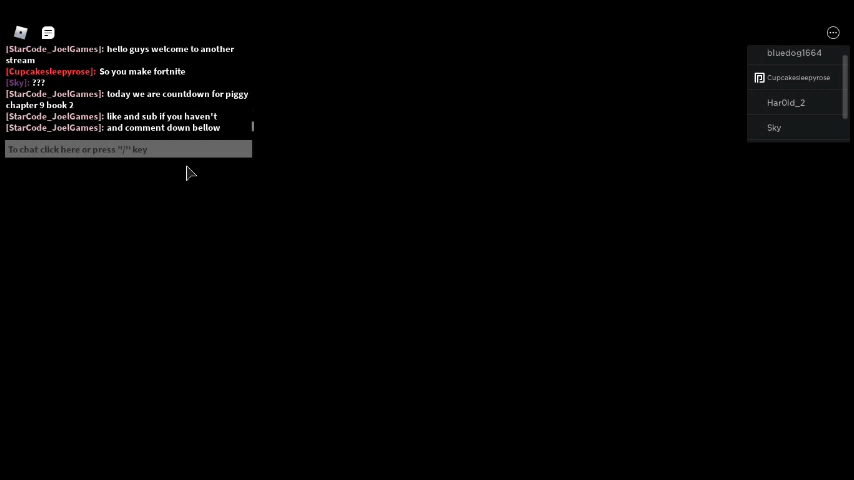 [StarCode_JoelGames]: hello guys welcome to another
stream
[Cupcakesleepyrose]: So you make fortnite
[Sky]: ???
[StarCode_JoelGames]: today we are countdown for piggy
chapter 9 book 2
[StarCode_JoelGames]: like and sub if you haven't
[StarCode_JoelGames]: and comment down bellow
To chat click here or press "/" key
bluedog1664
Cupcakesleepyrose
Har0ld_2
Sky